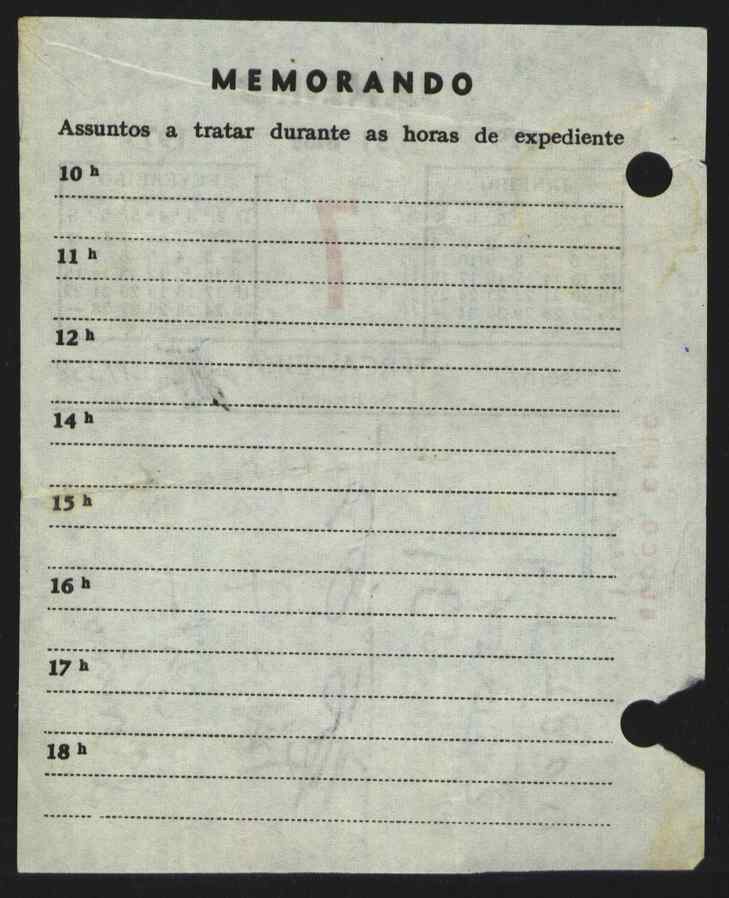 MEMORANDO
Assuntos a tratar durante as horas de expediente
10 h
11 h
12 h
14 h
15 h
16 h
17 h
18 h